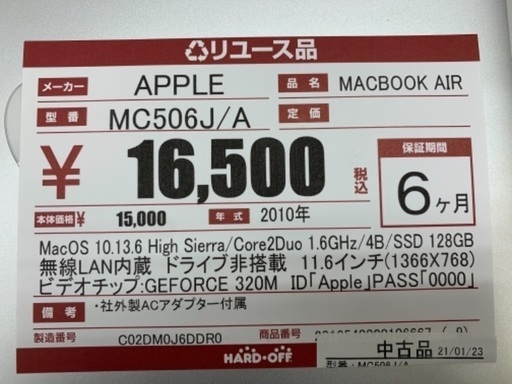 リユース品
メーカー APPLE 品名 MACBOOK AIR
型番 MC506J/A 定価
¥ 16,500 税込 保証期間 6ヶ月
本体価格¥ 15,000 年式 2010年
MacOS 10.13.6 High Sierra/Core2Duo 1.6GHz/4B/SSD 128GB
無線LAN内蔵 ドライブ非搭載 11.6インチ(1366X768)
ビデオチップ:GEFORCE 320M ID「Apple」PASS「0000」
備考 ・社外製ACアダプター付属
製造番号 C02DM0J6DDR0 商品番号
HARD・OFF 中古品 21/01/23
型番：MC506J/A